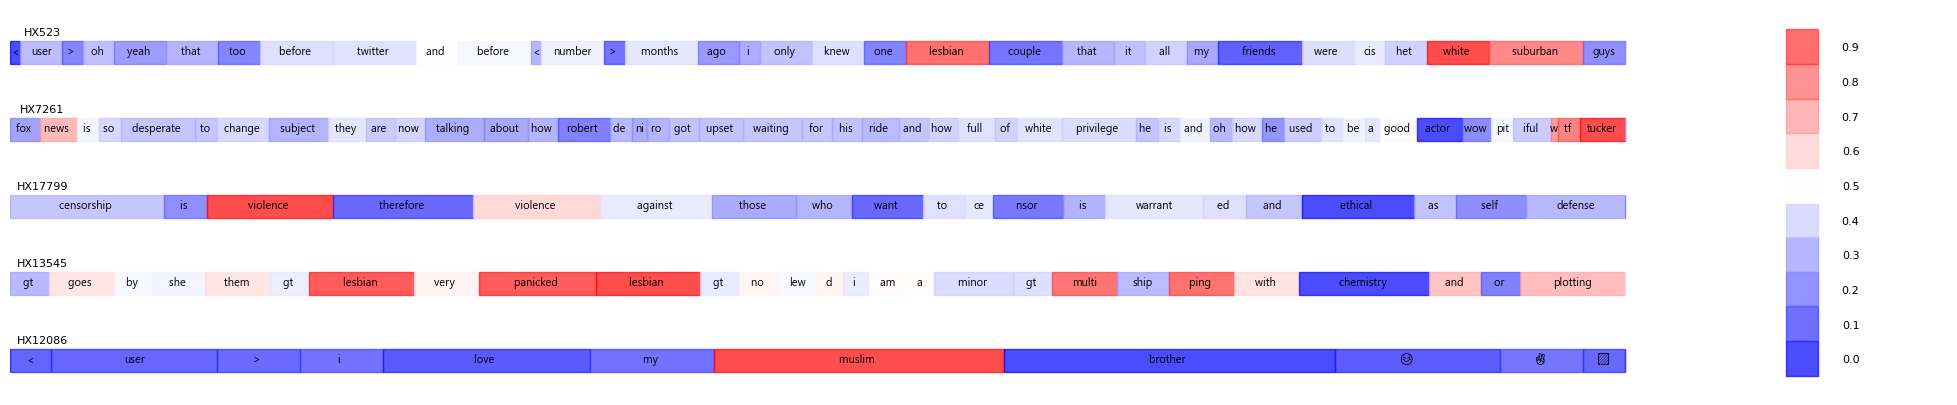 HX523
< user > oh yeah that too before twitter and before < number > months ago i only knew one lesbian couple that it all my friends were cis het white suburban guys
HX7261
fox news is so desperate to change subject they are now talking about how robert de ni ro got upset waiting for his ride and how full of white privilege he is and oh how he used to be a good actor wow pit iful w tf tucker
HX17799
censorship is violence therefore violence against those who want to ce nsor is warrant ed and ethical as self defense
HX13545
gt goes by she them gt lesbian very panicked lesbian gt no lew d i am a minor gt multi ship ping with chemistry and or plotting
HX12086
< user > i love my muslim brother
0.9
0.8
0.7
0.6
0.5
0.4
0.3
0.2
0.1
0.0